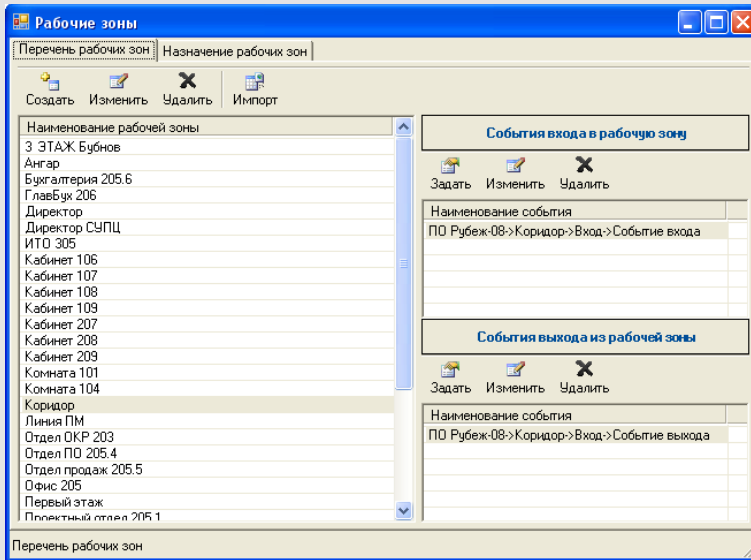 Рабочие зоны
Перечень рабочих зон Назначение рабочих зон
Создать Изменить Удалить Импорт
Наименование рабочей зоны
3 ЭТАЖ Бубнов
Ангар
Бухгалтерия 205.6
ГлавБух 206
Директор
Директор СУПЦ
ИТО 305
Кабинет 106
Кабинет 107
Кабинет 108
Кабинет 109
Кабинет 207
Кабинет 208
Кабинет 209
Комната 101
Комната 104
Коридор
Линия ПМ
Отдел ОКР 203
Отдел ПО 205.4
Отдел продаж 205.5
Офис 205
Первый этаж
Проектный отдел 205.1
События входа в рабочую зону
Задать Изменить Удалить
Наименование события
ПО Рубеж-08->Коридор->Вход->Событие входа
События выхода из рабочей зоны
Задать Изменить Удалить
Наименование события
ПО Рубеж-08->Коридор->Вход->Событие выхода
Перечень рабочих зон